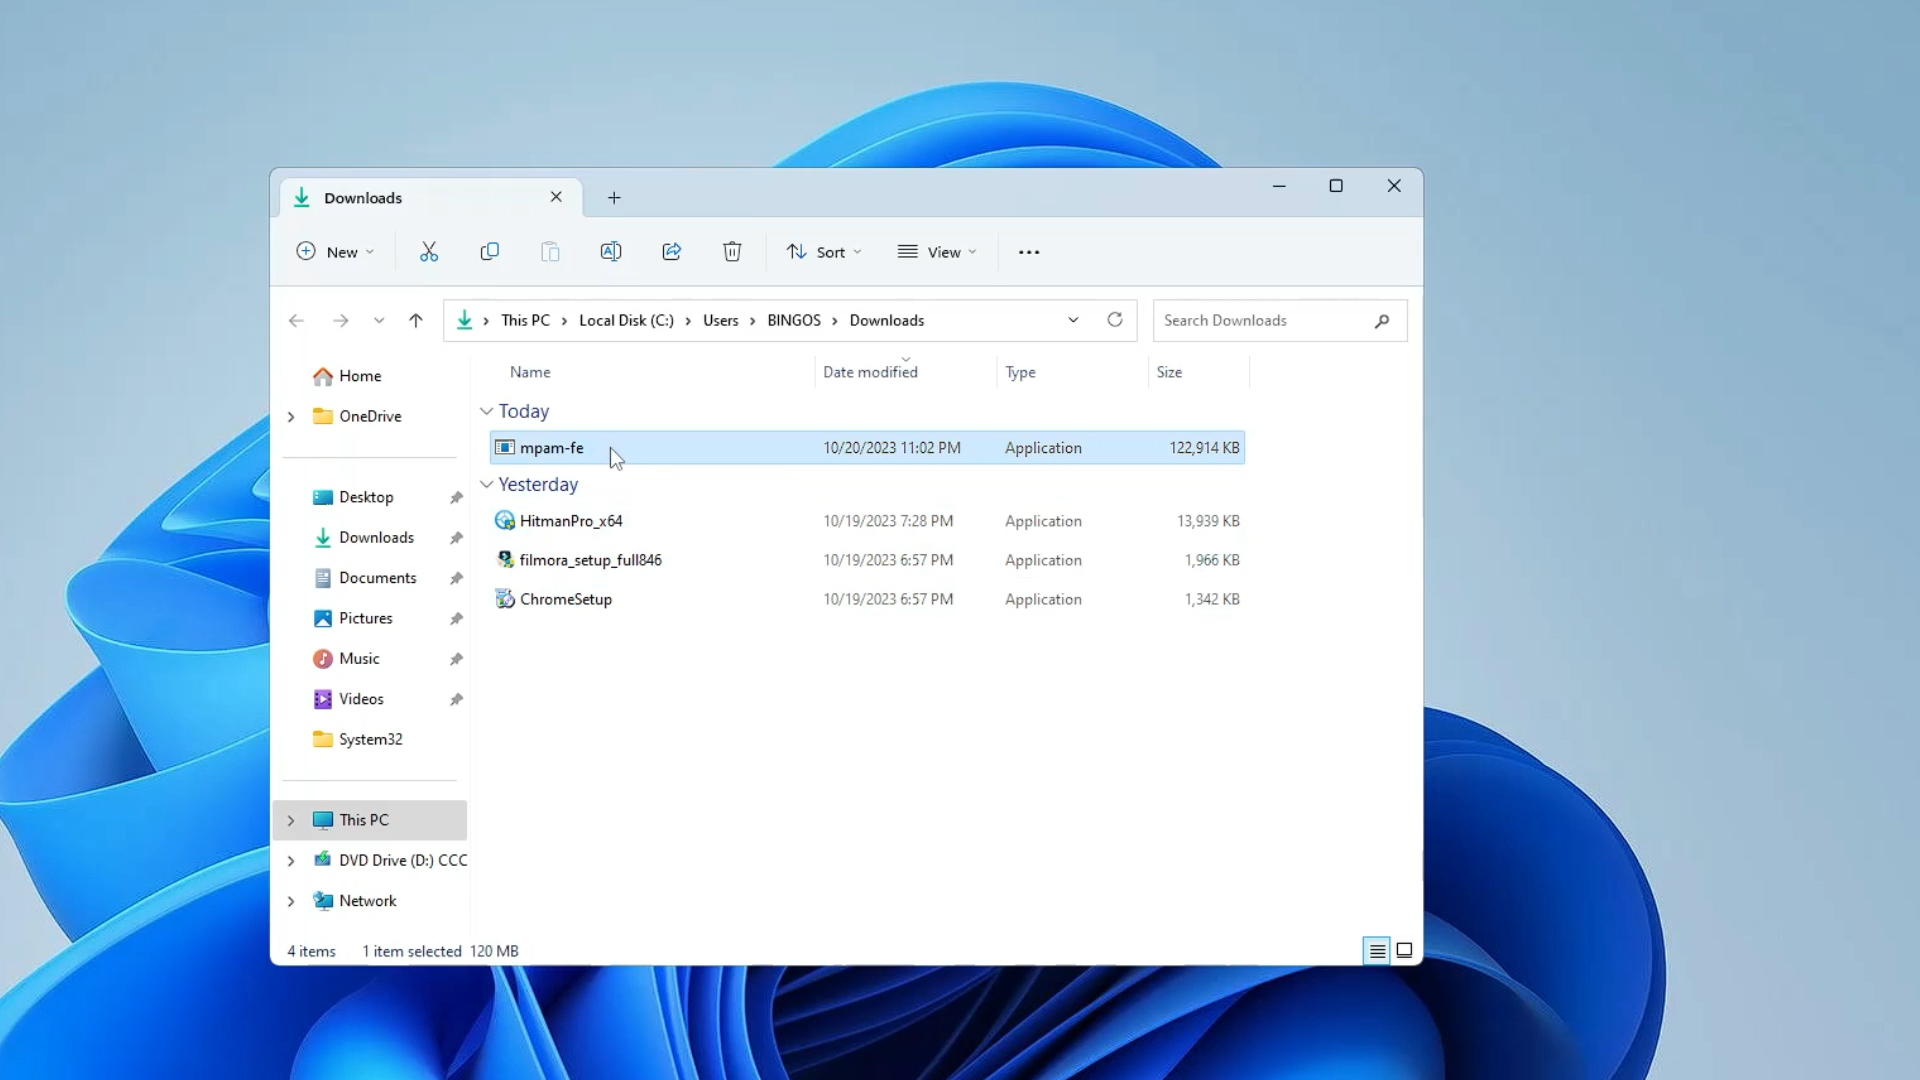 Downloads
New
Sort
View
This PC
Local Disk (C:)
Users
BINGOS
Downloads
Search Downloads
Name
Date modified
Type
Size
Home
OneDrive
Desktop
Downloads
Documents
Pictures
Music
Videos
System32
This PC
DVD Drive (D:) CCC
Network
Today
mpam-fe 10/20/2023 11:02 PM Application 122,914 KB
Yesterday
HitmanPro_x64 10/19/2023 7:28 PM Application 13,939 KB
filmora_setup_full846 10/19/2023 6:57 PM Application 1,966 KB
ChromeSetup 10/19/2023 6:57 PM Application 1,342 KB
4 items 1 item selected 120 MB